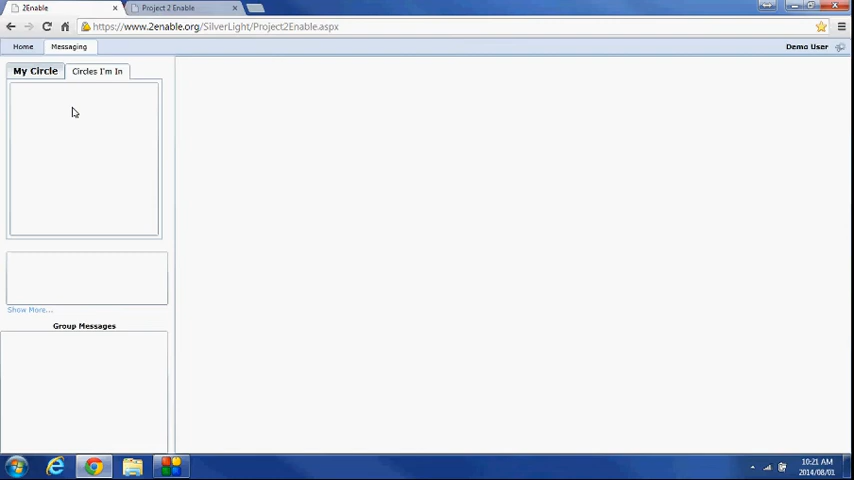 2Enable
Project 2 Enable
https://www.2enable.org/SilverLight/Project2Enable.aspx
Home
Messaging
Demo User
My Circle
Circles I'm In
Show More...
Group Messages
10:21 AM
2014/08/01